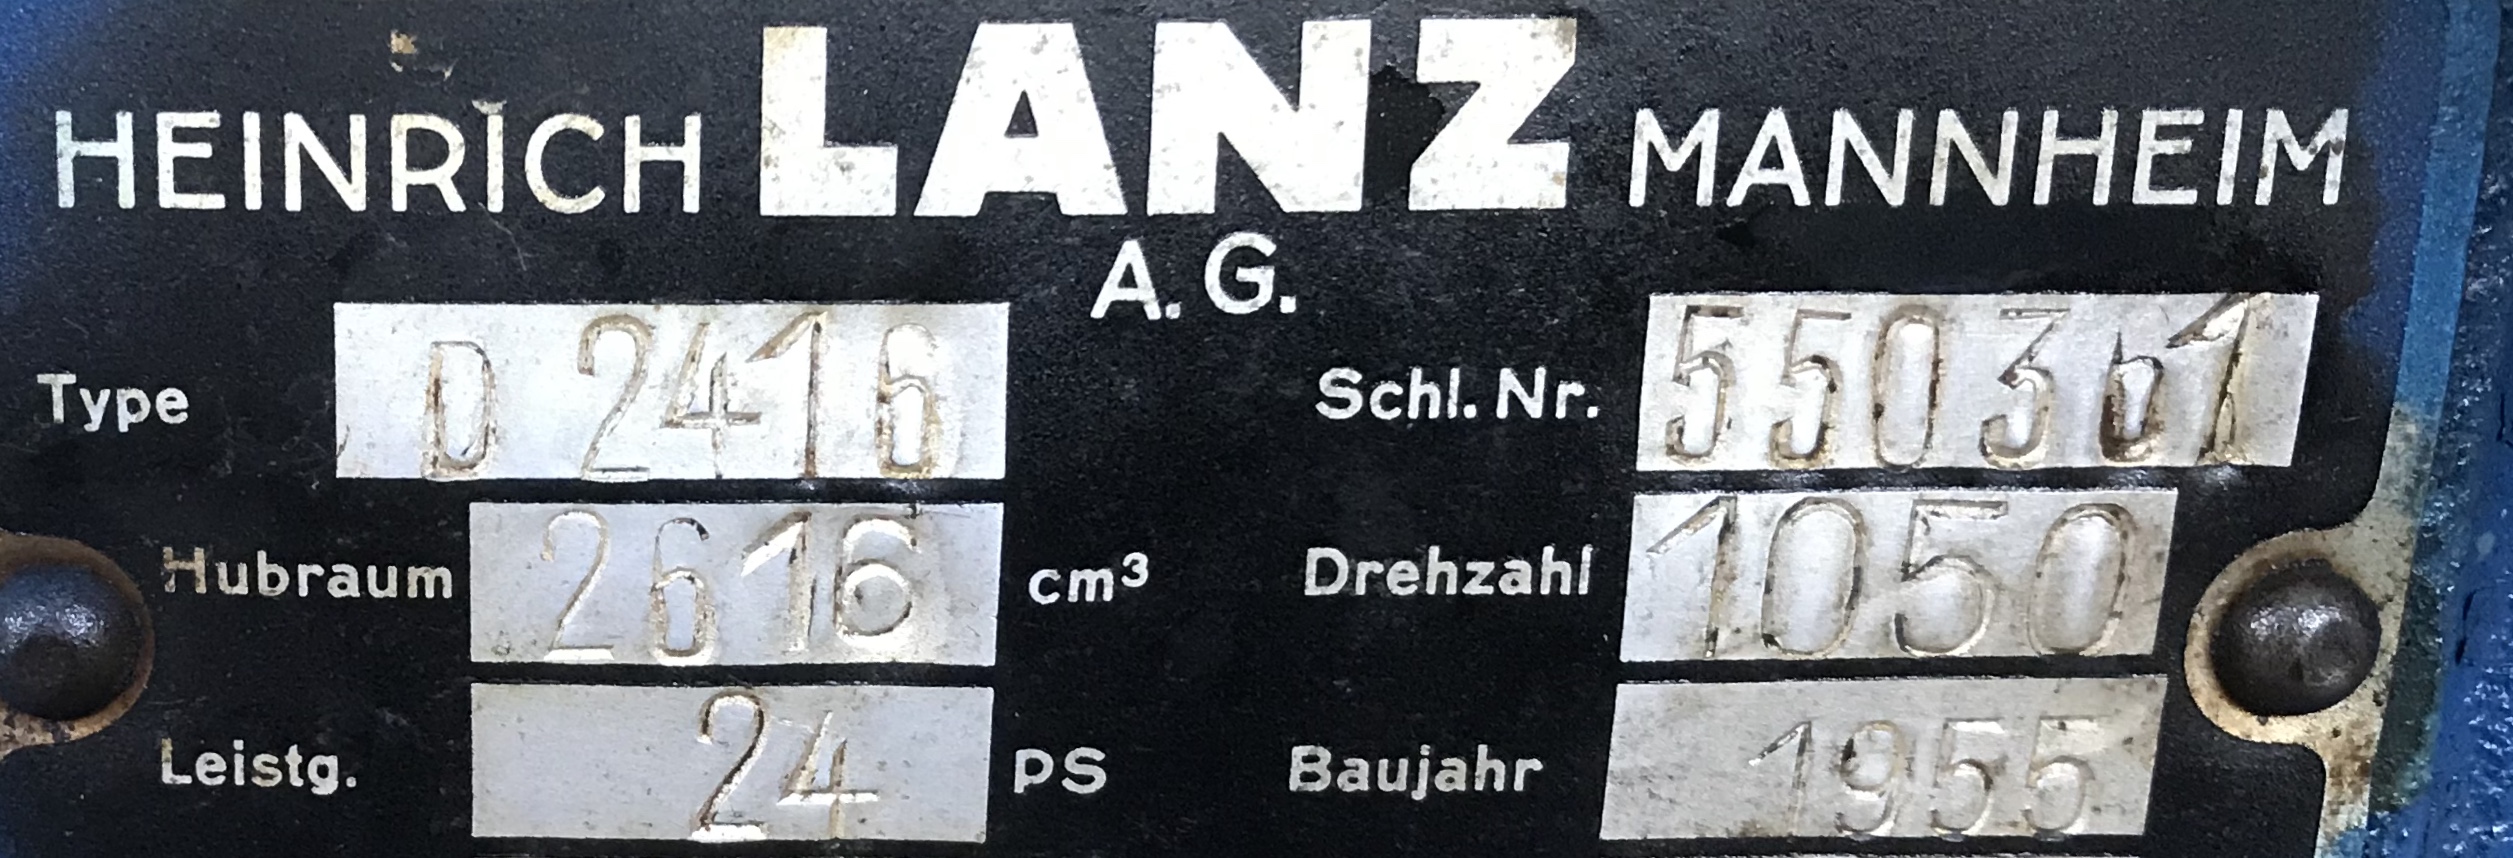 HEINRICH LANZ MANNHEIM
A.G.
Type D 2416 Schl. Nr. 550361
Hubraum 2616 cm³ Drehzahl 1050
Leistg. 24 PS Baujahr 1955